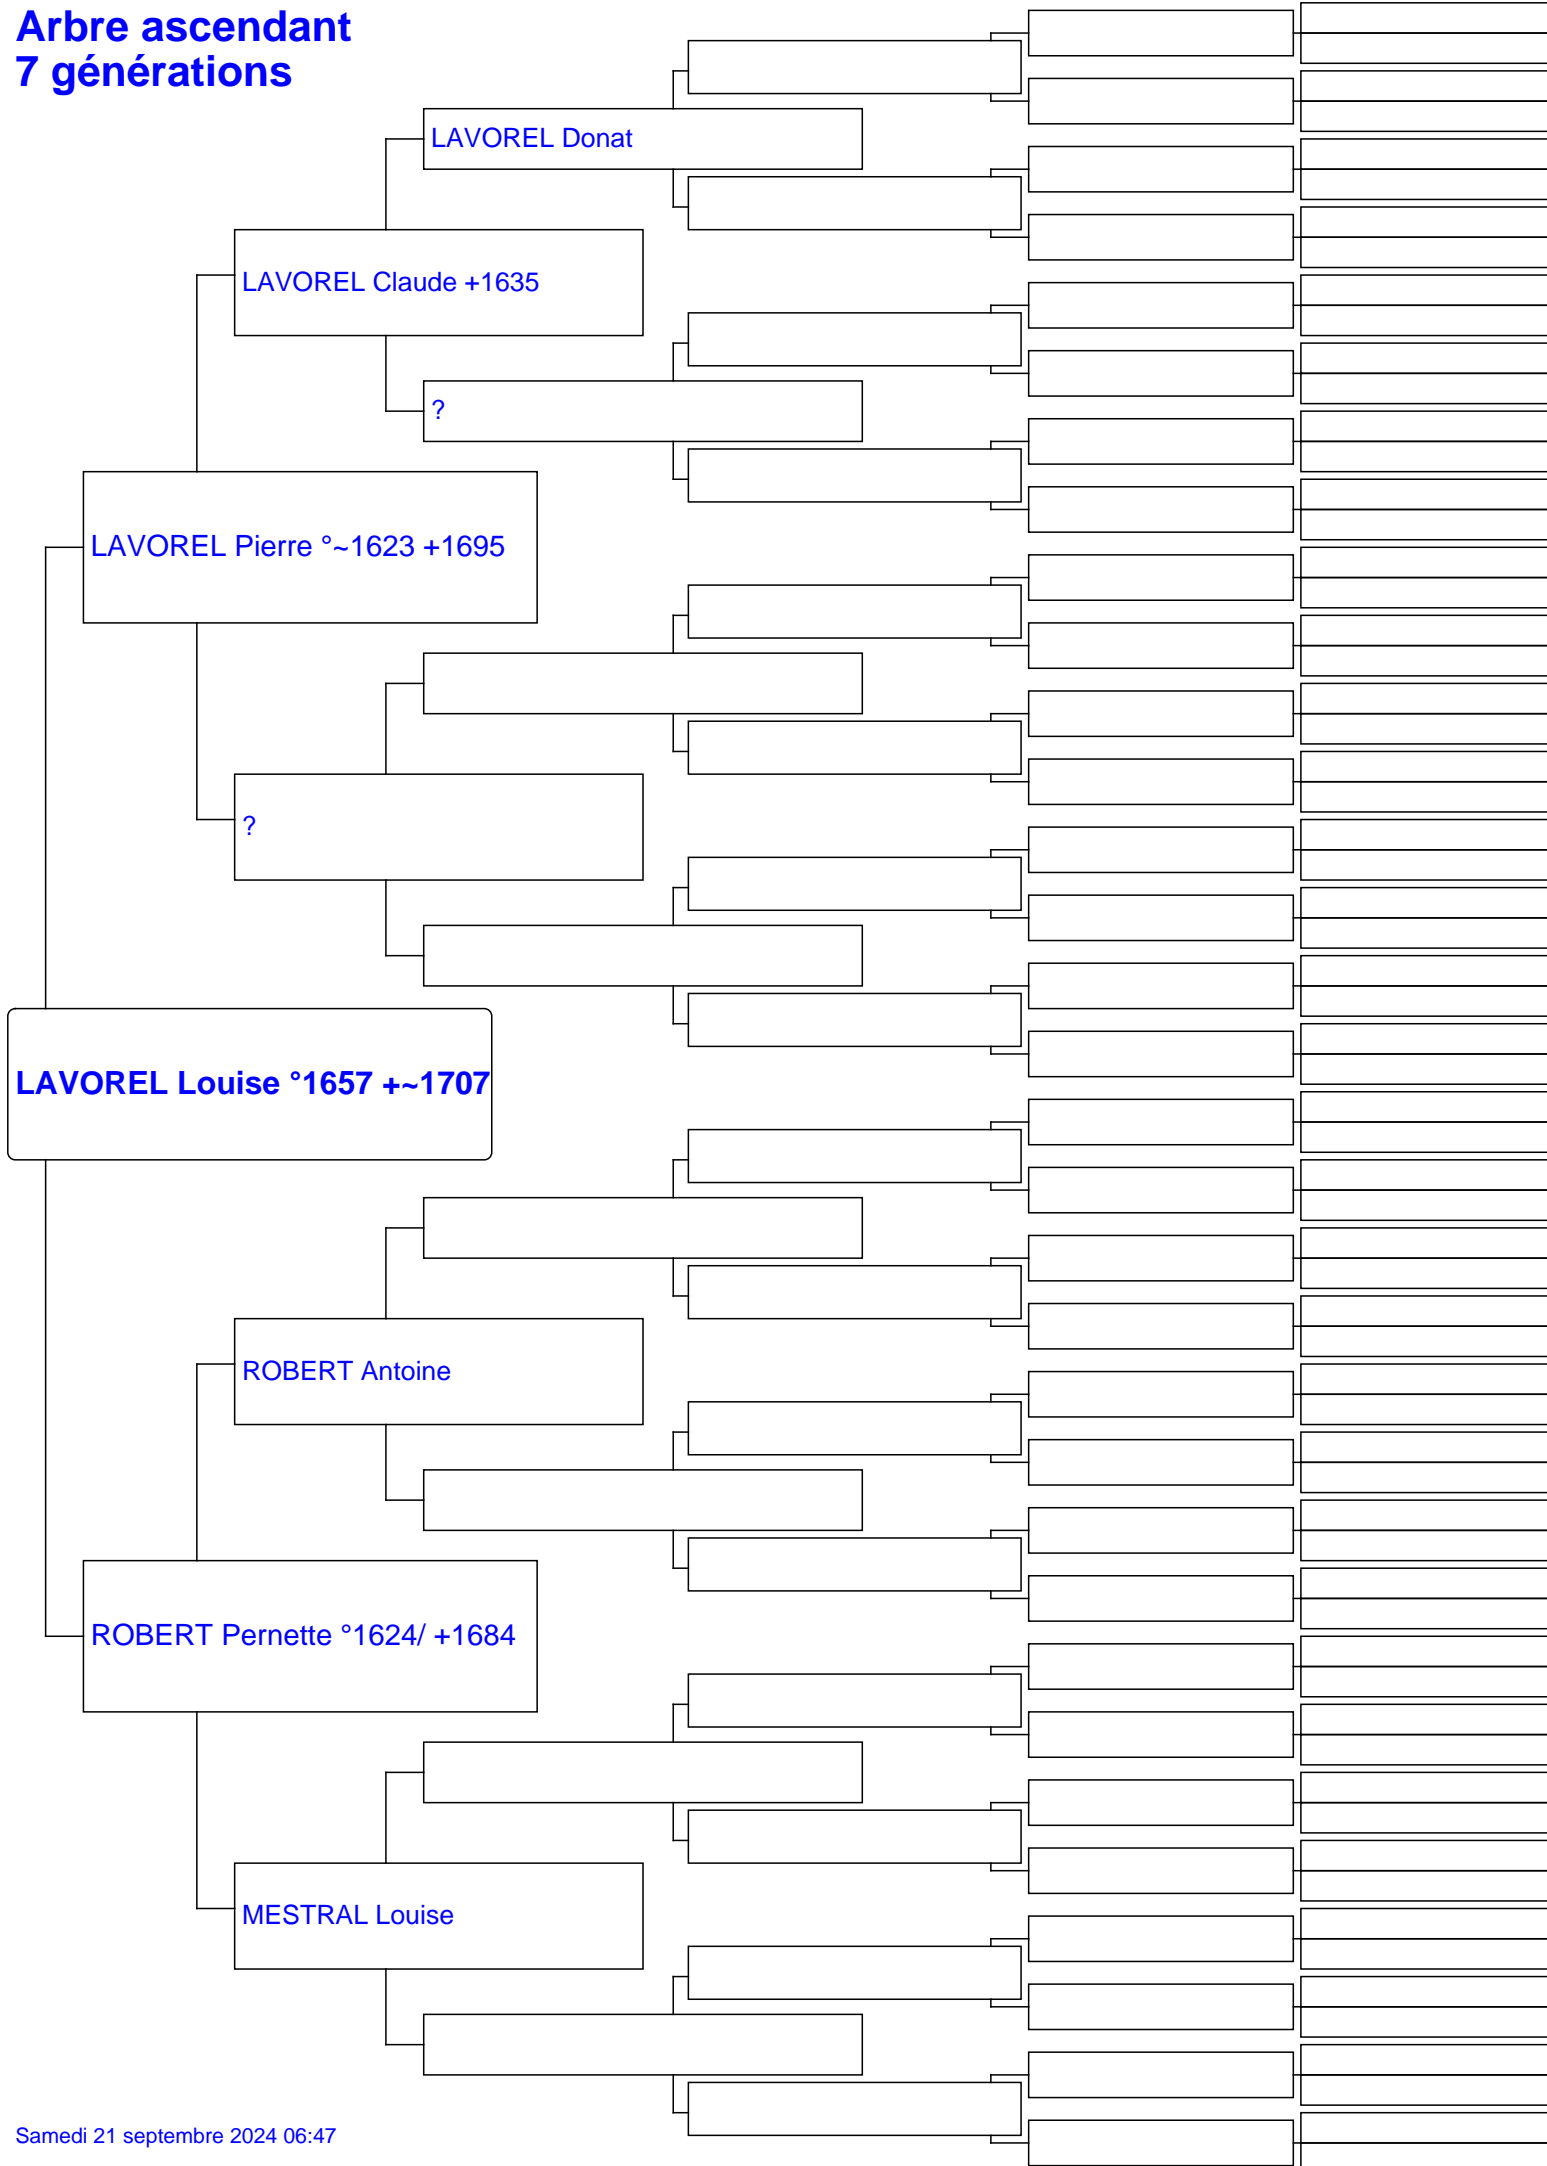 Arbre ascendant
7 générations
LAVOREL Donat
LAVOREL Claude +1635
?
LAVOREL Pierre °~1623 +1695
?
LAVOREL Louise °1657 +~1707
ROBERT Antoine
ROBERT Pernette °1624/ +1684
MESTRAL Louise
Samedi 21 septembre 2024 06:47